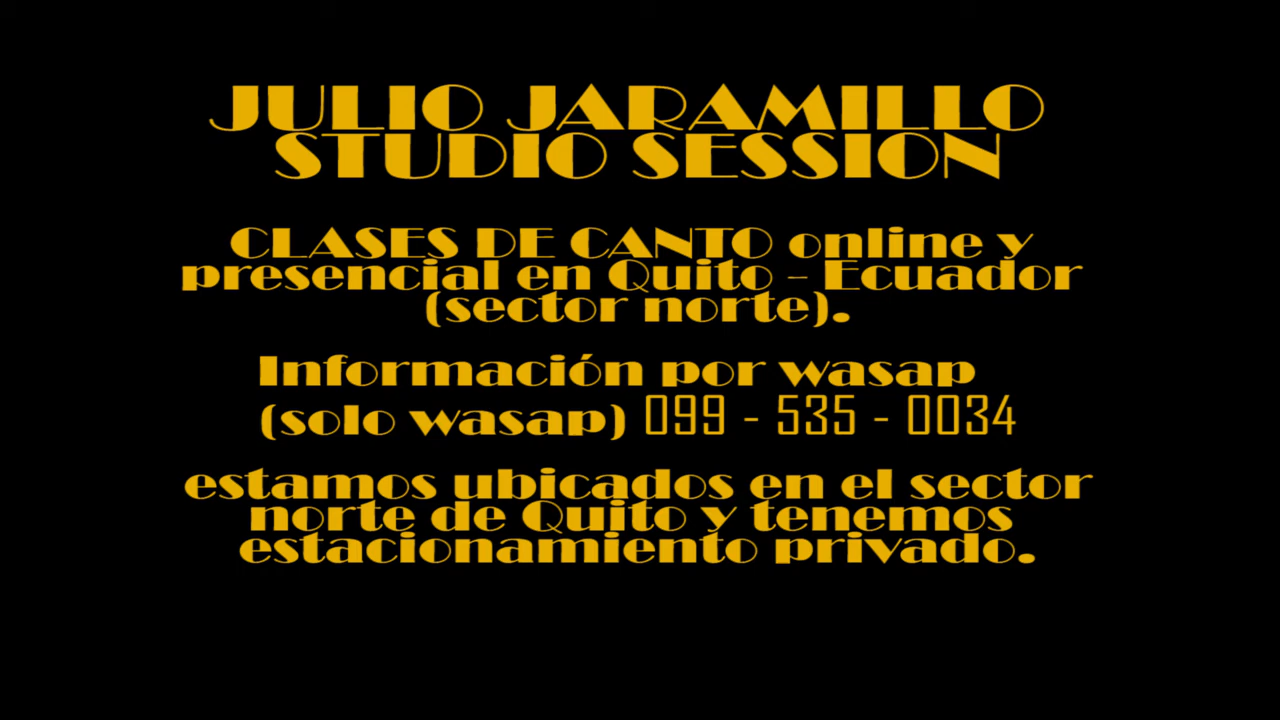 JULIO JARAMILLO
STUDIO SESSION
CLASES DE CANTO online y
presencial en Quito - Ecuador
(sector norte).
Información por wasap
(solo wasap) 099 - 535 - 0034
estamos ubicados en el sector
norte de Quito y tenemos
estacionamiento privado.